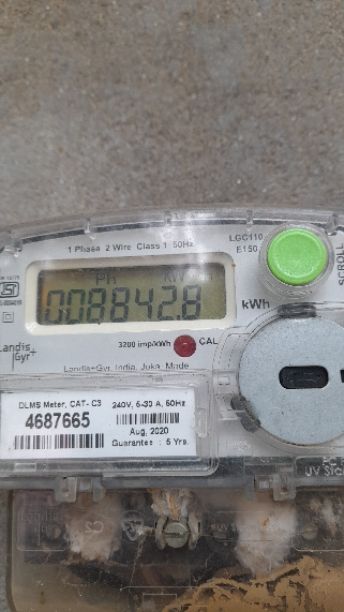 1 Phase 2 Wire Class 1 50Hz
LGC110
E150
SCROLL
Ph kW h
008842.8
kWh
Landis
Gyr+
3200 imp/kWh
CAL
Landis+Gyr, India, Joka, Made
DLMS Meter, CAT- C3
4687665
240V, 5-30 A, 50Hz
Aug, 2020
Guarantee : 5 Yrs.